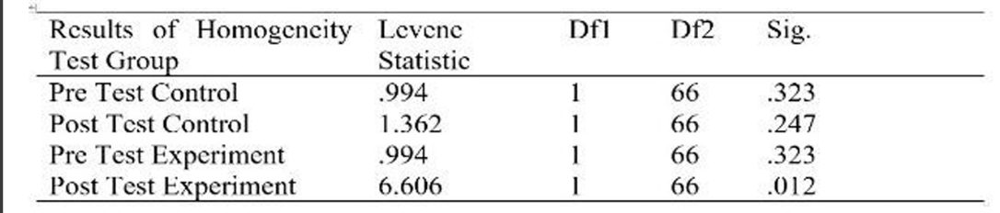 Results of Homogeneity Levene Df1 Df2 Sig.
Test Group Statistic
Pre Test Control .994 1 66 .323
Post Test Control 1.362 1 66 .247
Pre Test Experiment .994 1 66 .323
Post Test Experiment 6.606 1 66 .012